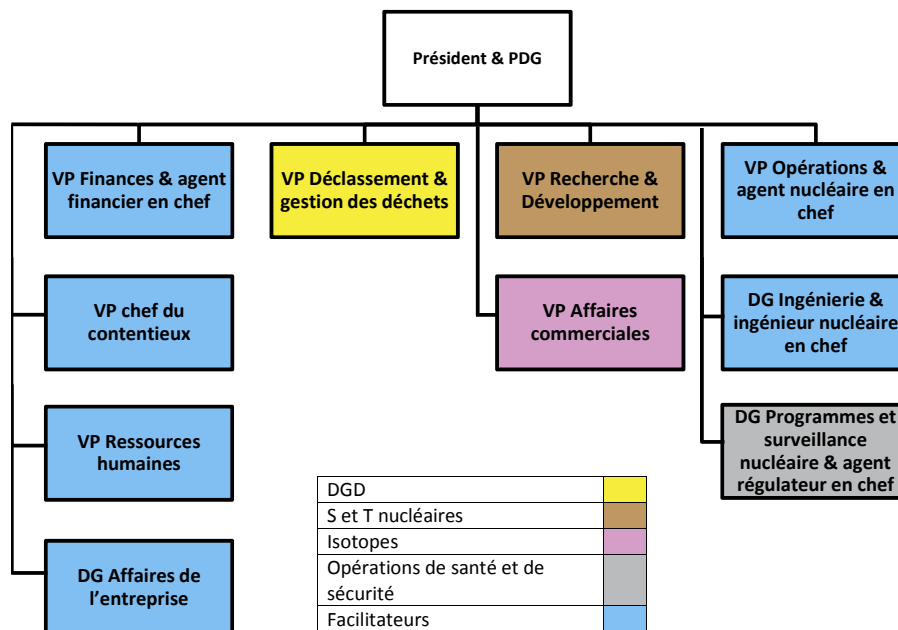 Président & PDG
VP Finances & agent
financier en chef
VP Déclassement &
gestion des déchets
VP Recherche &
Développement
VP Opérations &
agent nucléaire en
chef
VP chef du
contentieux
VP Affaires
commerciales
DG Ingénierie &
ingénieur nucléaire
en chef
VP Ressources
humaines
DG Programmes et
surveillance
nucléaire & agent
régulateur en chef
DG Affaires de
l'entreprise
DGD
S et T nucléaires
Isotopes
Opérations de santé et de
sécurité
Facilitateurs